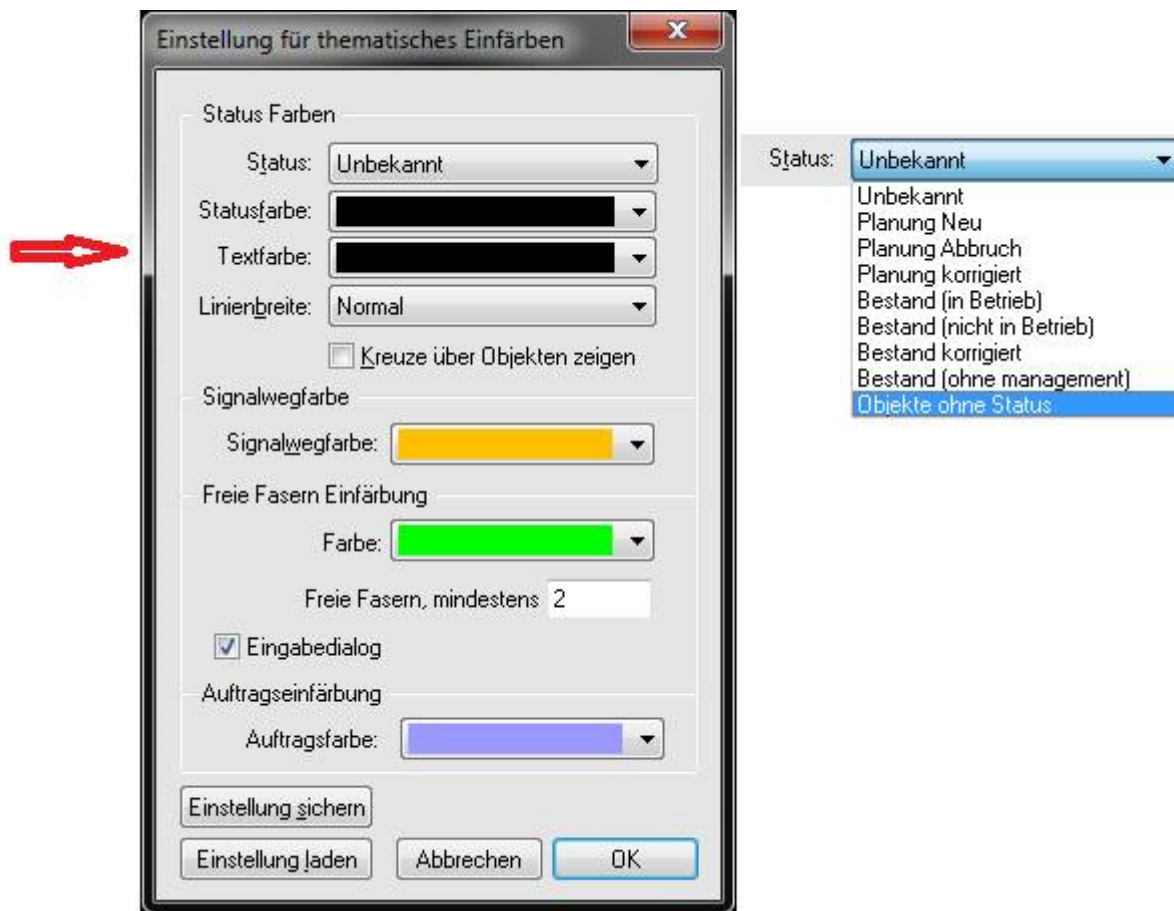 Einstellung für thematisches Einfärben
Status Farben
Status: Unbekannt
Statusfarbe:
Textfarbe:
Linienbreite: Normal
Kreuze über Objekten zeigen
Signalwegfarbe
Signalwegfarbe:
Freie Fasern Einfärbung
Farbe:
Freie Fasern, mindestens 2
Eingabedialog
Auftragseinfärbung
Auftragsfarbe:
Einstellung sichern
Einstellung laden Abbrechen OK
Status: Unbekannt
Unbekannt
Planung Neu
Planung Abbruch
Planung korrigiert
Bestand (in Betrieb)
Bestand (nicht in Betrieb)
Bestand korrigiert
Bestand (ohne management)
Objekte ohne Status